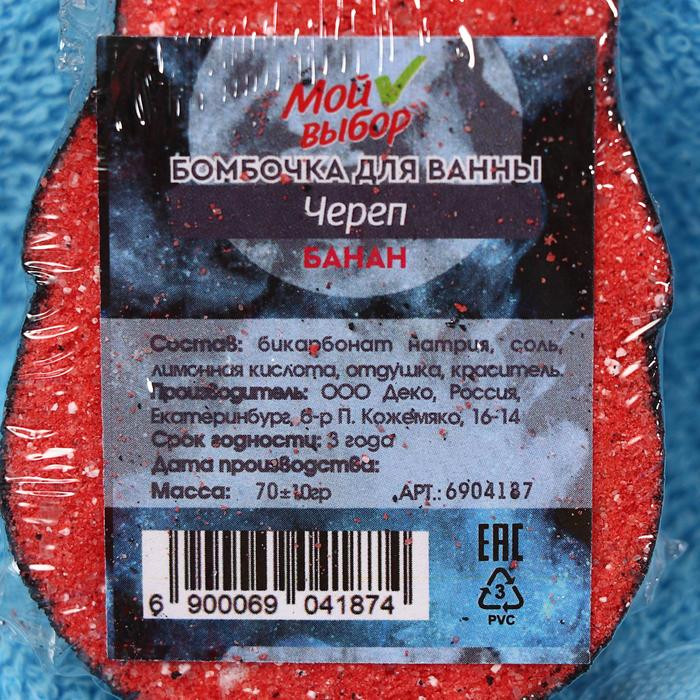 Мой
выбор
БОМБОЧКА ДЛЯ ВАННЫ
Череп
БАНАН
Состав: бикарбонат натрия, соль,
лимонная кислота, отдушка, краситель.
Производитель: ООО Деко, Россия,
Екатеринбург, б-р П. Кожемяко, 16-14
Срок годности: 3 года
Дата производства:
Масса: 70±10гр АРТ.: 6904187
6 900069 041874
ЕАС
3
PVC